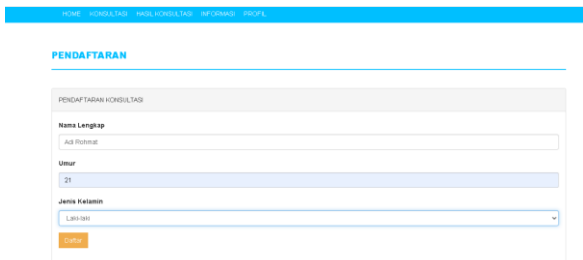 HOME KONSULTASI HASIL KONSULTASI INFORMASI PROFIL
PENDAFTARAN
PENDAFTARAN KONSULTASI
Nama Lengkap
Adi Rohmat
Umur
21
Jenis Kelamin
Laki-laki
Daftar